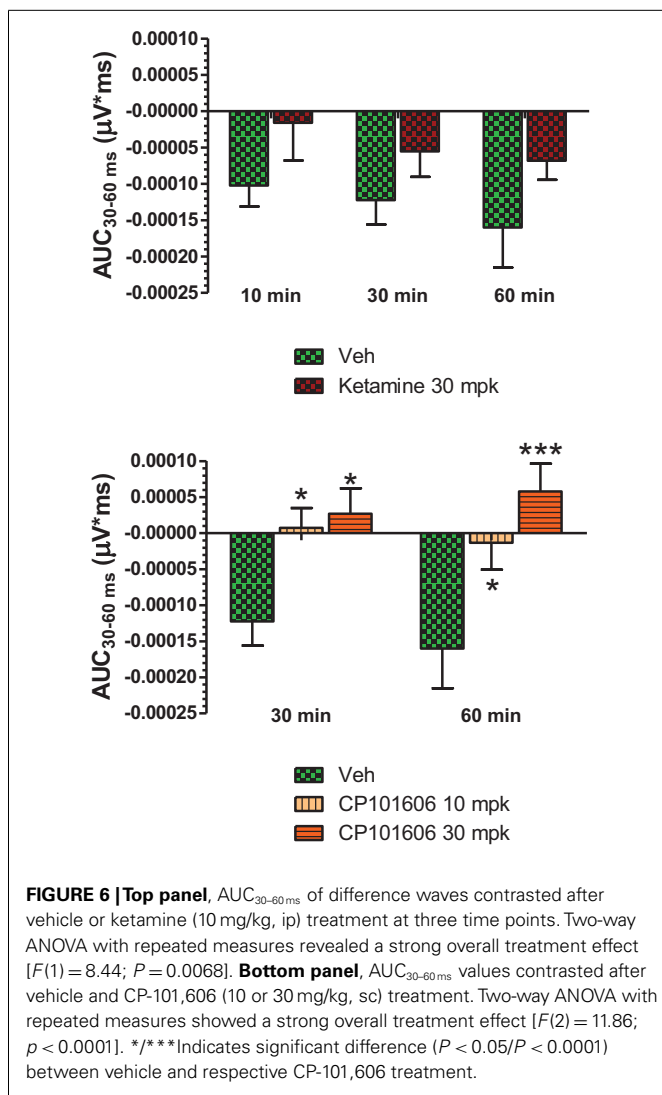 0.00010
0.00005
-0.00000
-0.00005
-0.00010
-0.00015
-0.00020
-0.00025
AUC30-60 ms (µV*ms)
10 min 30 min 60 min
Veh
Ketamine 30 mpk
0.00010
0.00005
-0.00000
-0.00005
-0.00010
-0.00015
-0.00020
-0.00025
AUC30-60 ms (µV*ms)
* * * ***
30 min 60 min
Veh
CP101606 10 mpk
CP101606 30 mpk
FIGURE 6 | Top panel, AUC30–60 ms of difference waves contrasted after
vehicle or ketamine (10 mg/kg, ip) treatment at three time points. Two-way
ANOVA with repeated measures revealed a strong overall treatment effect
[F(1) = 8.44; P = 0.0068]. Bottom panel, AUC30–60 ms values contrasted after
vehicle and CP-101,606 (10 or 30 mg/kg, sc) treatment. Two-way ANOVA with
repeated measures showed a strong overall treatment effect [F(2) = 11.86;
p < 0.0001]. */***Indicates significant difference (P < 0.05/P < 0.0001)
between vehicle and respective CP-101,606 treatment.